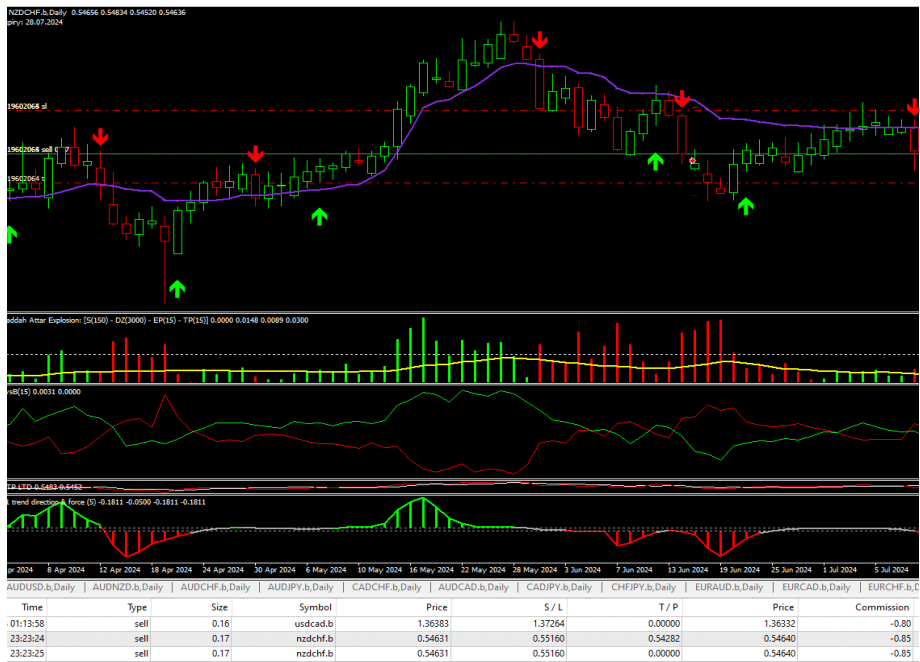 NZDCHF.b,Daily 0.54656 0.54834 0.54520 0.54636
piry: 28.07.2024
sl
19602065 sell
19602064 t
addah Attar Explosion: [S(150) - DZ(3000) - EP(15) - TP(15)] 0.0000 0.0148 0.0089 0.0300
ysB(15) 0.0031 0.0000
TP LTD 0.5483 0.5452
trend direction & force (5) -0.1811 -0.0500 -0.1811 -0.1811
pr 2024 8 Apr 2024 12 Apr 2024 18 Apr 2024 24 Apr 2024 30 Apr 2024 6 May 2024 10 May 2024 16 May 2024 22 May 2024 28 May 2024 3 Jun 2024 7 Jun 2024 13 Jun 2024 19 Jun 2024 25 Jun 2024 1 Jul 2024 5 Jul 2024
AUDUSD.b,Daily AUDNZD.b,Daily AUDCHF.b,Daily AUDJPY.b,Daily CADCHF.b,Daily AUDCAD.b,Daily CADJPY.b,Daily CHFJPY.b,Daily EURAUD.b,Daily EURCAD.b,Daily EURCHF.b,D
Time Type Size Symbol Price S / L T / P Price Commission
01:13:58 sell 0.16 usdcad.b 1.36383 1.37264 0.00000 1.36332 -0.80
23:23:24 sell 0.17 nzdchf.b 0.54631 0.55160 0.54282 0.54640 -0.85
23:23:25 sell 0.17 nzdchf.b 0.54631 0.55160 0.00000 0.54640 -0.85